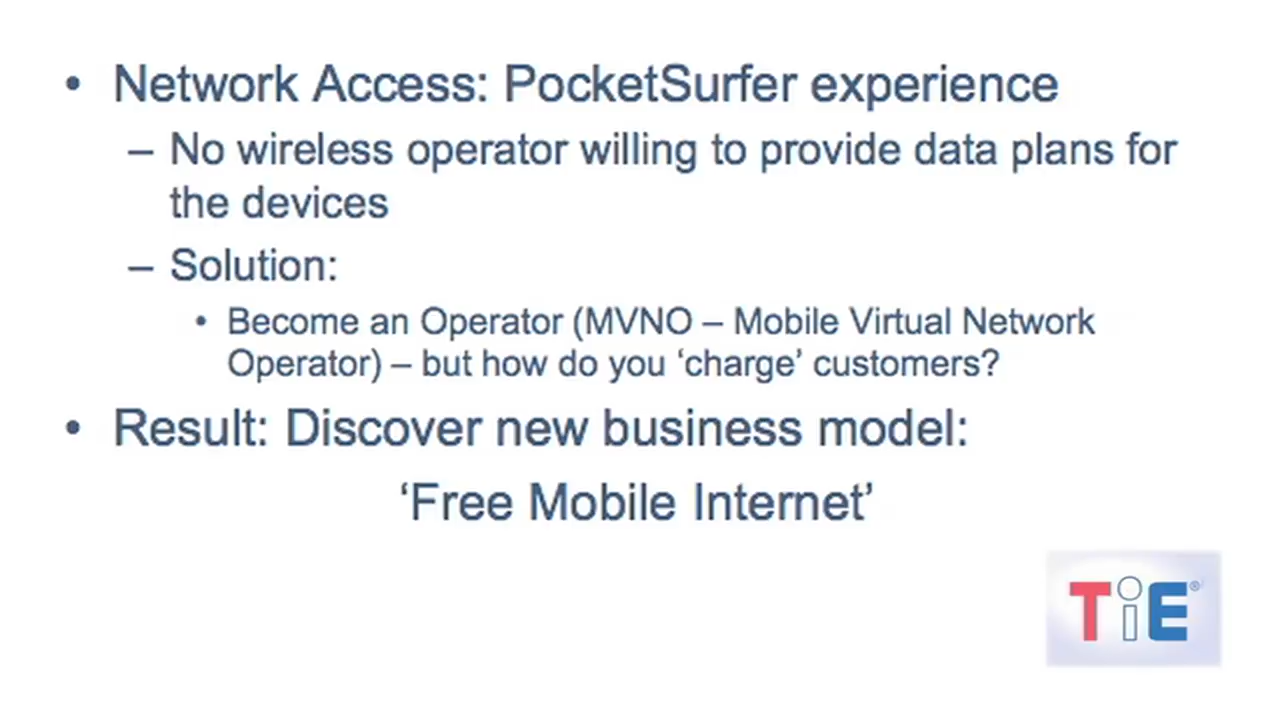 • Network Access: PocketSurfer experience
– No wireless operator willing to provide data plans for
the devices
– Solution:
• Become an Operator (MVNO – Mobile Virtual Network
Operator) – but how do you ‘charge’ customers?
• Result: Discover new business model:
‘Free Mobile Internet’
TiE®